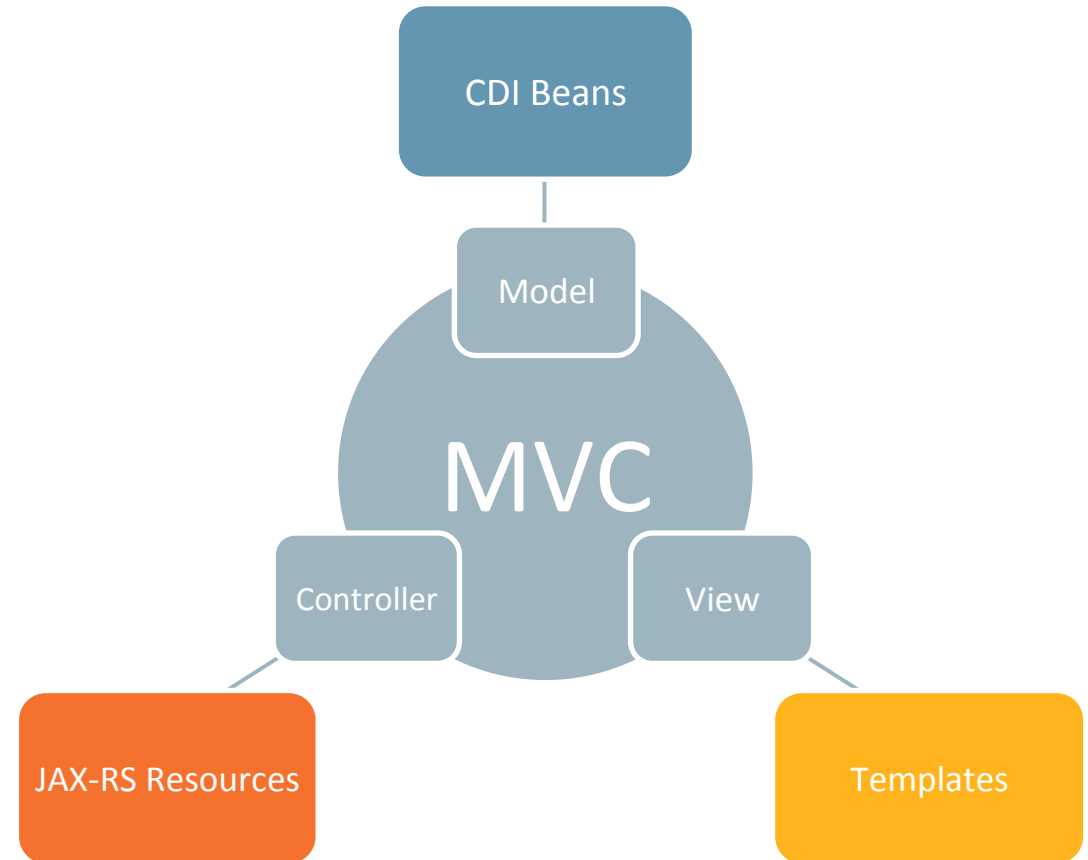 CDI Beans
Model
MVC
Controller
View
JAX-RS Resources
Templates